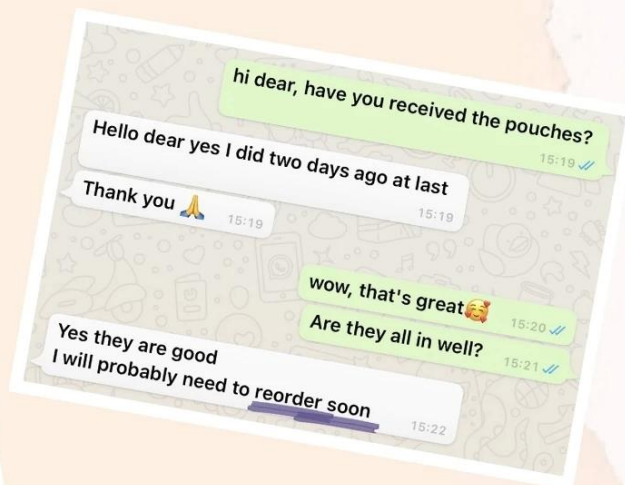 hi dear, have you received the pouches?
15:19
Hello dear yes I did two days ago at last
15:19
Thank you 🙏
15:19
wow, that's great🥰
15:20
Are they all in well?
15:21
Yes they are good
I will probably need to reorder soon
15:22